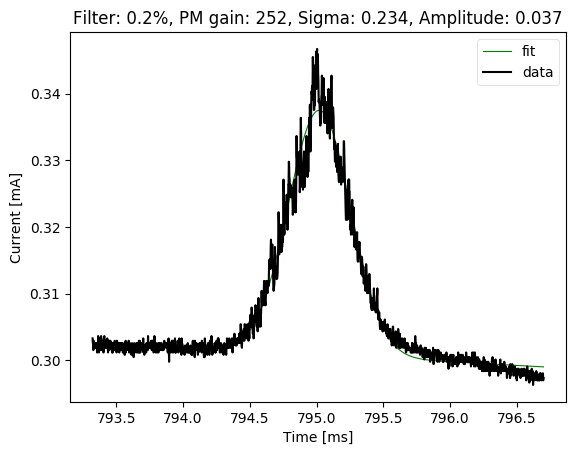 Filter: 0.2%, PM gain: 252, Sigma: 0.234, Amplitude: 0.037
fit
data
0.34
0.33
0.32
0.31
0.30
Current [mA]
793.5 794.0 794.5 795.0 795.5 796.0 796.5
Time [ms]